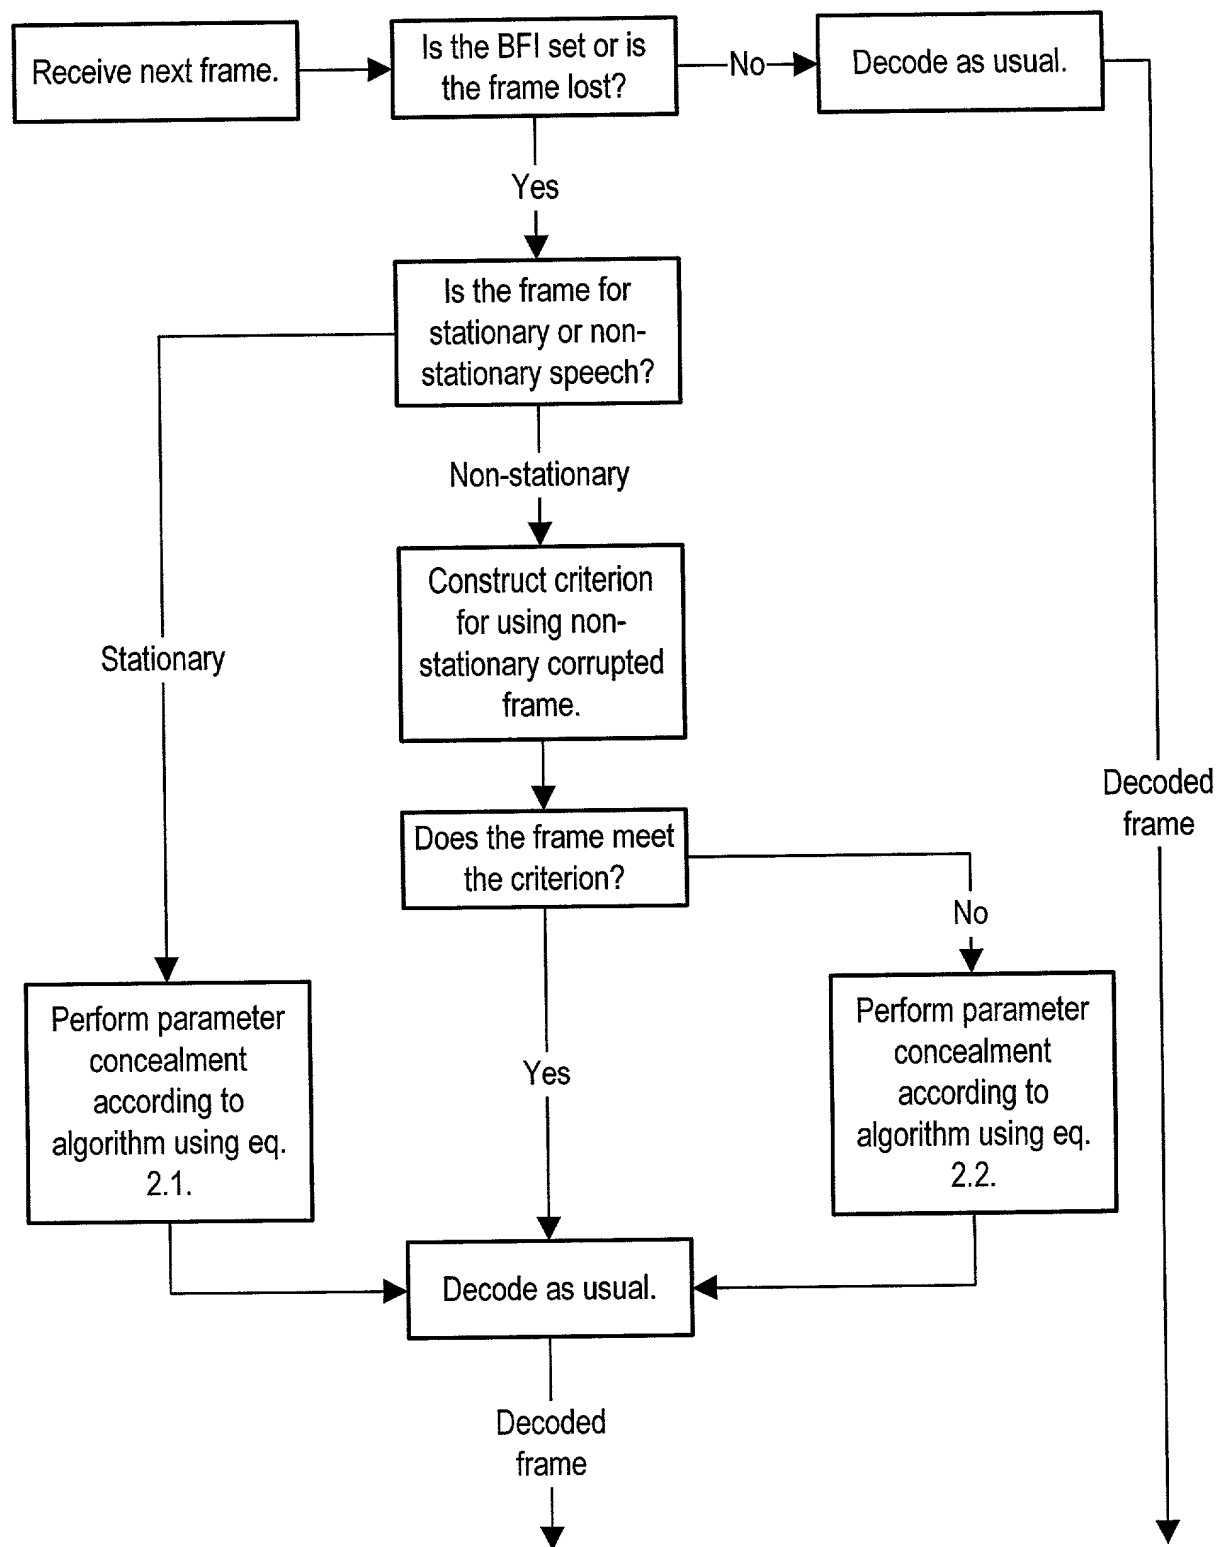 Receive next frame.
Is the BFI set or is
the frame lost?
No
Decode as usual.
Yes
Is the frame for
stationary or non-
stationary speech?
Non-stationary
Construct criterion
for using non-
stationary corrupted
frame.
Stationary
Decoded
frame
Does the frame meet
the criterion?
No
Perform parameter
concealment
according to
algorithm using eq.
2.1.
Yes
Perform parameter
concealment
according to
algorithm using eq.
2.2.
Decode as usual.
Decoded
frame